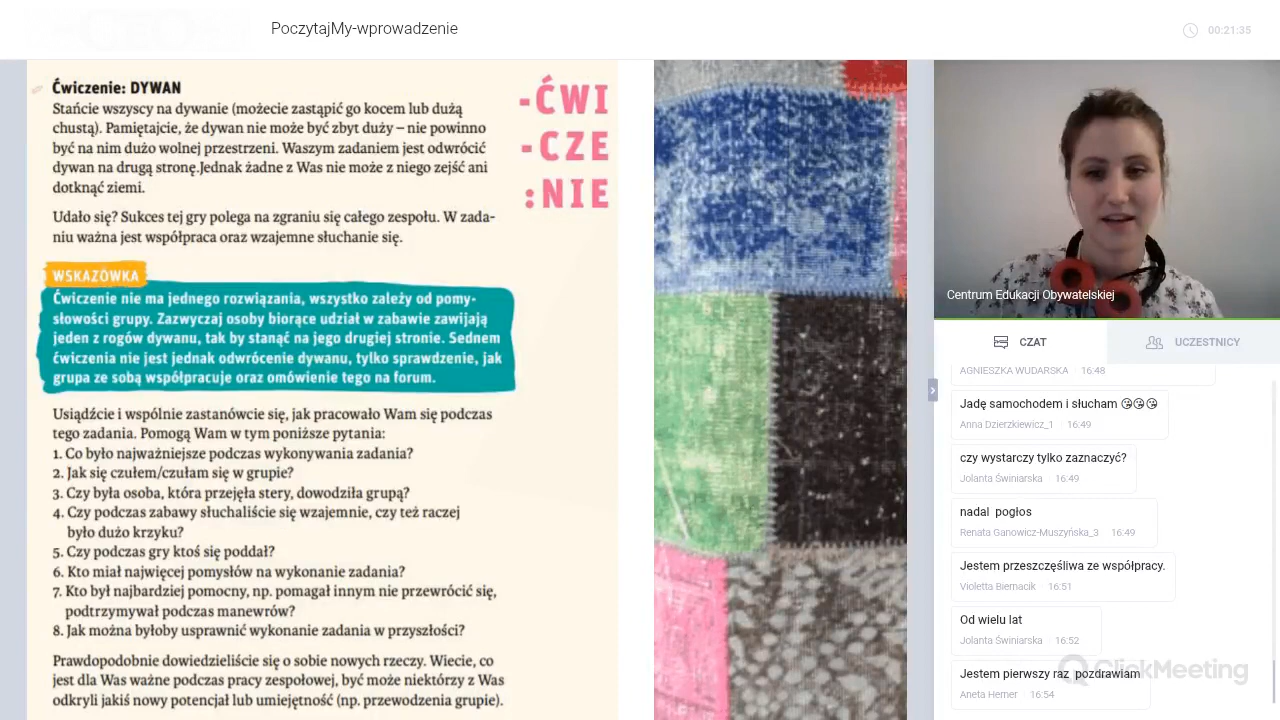 PoczytajMy-wprowadzenie
00:21:35
Ćwiczenie: DYWAN
Stańcie wszyscy na dywanie (możecie zastąpić go kocem lub dużą
chustą). Pamiętajcie, że dywan nie może być zbyt duży – nie powinno
być na nim dużo wolnej przestrzeni. Waszym zadaniem jest odwrócić
dywan na drugą stronę.Jednak żadne z Was nie może z niego zejść ani
dotknąć ziemi.
-ĆWI
-CZE
:NIE
Udało się? Sukces tej gry polega na zgraniu się całego zespołu. W zada-
niu ważna jest współpraca oraz wzajemne słuchanie się.
WSKAZÓWKA
Ćwiczenie nie ma jednego rozwiązania, wszystko zależy od pomy-
słowości grupy. Zazwyczaj osoby biorące udział w zabawie zawijają
jeden z rogów dywanu, tak by stanąć na jego drugiej stronie. Sednem
ćwiczenia nie jest jednak odwrócenie dywanu, tylko sprawdzenie, jak
grupa ze sobą współpracuje oraz omówienie tego na forum.
Usiądźcie i wspólnie zastanówcie się, jak pracowało Wam się podczas
tego zadania. Pomogą Wam w tym poniższe pytania:
1. Co było najważniejsze podczas wykonywania zadania?
2. Jak się czułem/czułam się w grupie?
3. Czy była osoba, która przejęła stery, dowodziła grupą?
4. Czy podczas zabawy słuchaliście się wzajemnie, czy też raczej
było dużo krzyku?
5. Czy podczas gry ktoś się poddał?
6. Kto miał najwięcej pomysłów na wykonanie zadania?
7. Kto był najbardziej pomocny, np. pomagał innym nie przewrócić się,
podtrzymywał podczas manewrów?
8. Jak można byłoby usprawnić wykonanie zadania w przyszłości?
Prawdopodobnie dowiedzieliście się o sobie nowych rzeczy. Wiecie, co
jest dla Was ważne podczas pracy zespołowej, być może niektórzy z Was
odkryli jakiś nowy potencjał lub umiejętność (np. przewodzenia grupie).
Centrum Edukacji Obywatelskiej
CZAT
UCZESTNICY
AGNIESZKA WUDARSKA 16:48
Jadę samochodem i słucham 😘😘😘
Anna Dzierzkiewicz_1 16:49
czy wystarczy tylko zaznaczyć?
Jolanta Świniarska 16:49
nadal pogłos
Renata Ganowicz-Muszyńska_3 16:49
Jestem przeszczęśliwa ze współpracy.
Violetta Biernacik 16:51
Od wielu lat
Jolanta Świniarska 16:52
Jestem pierwszy raz pozdrawiam
Aneta Herner 16:54
ClickMeeting